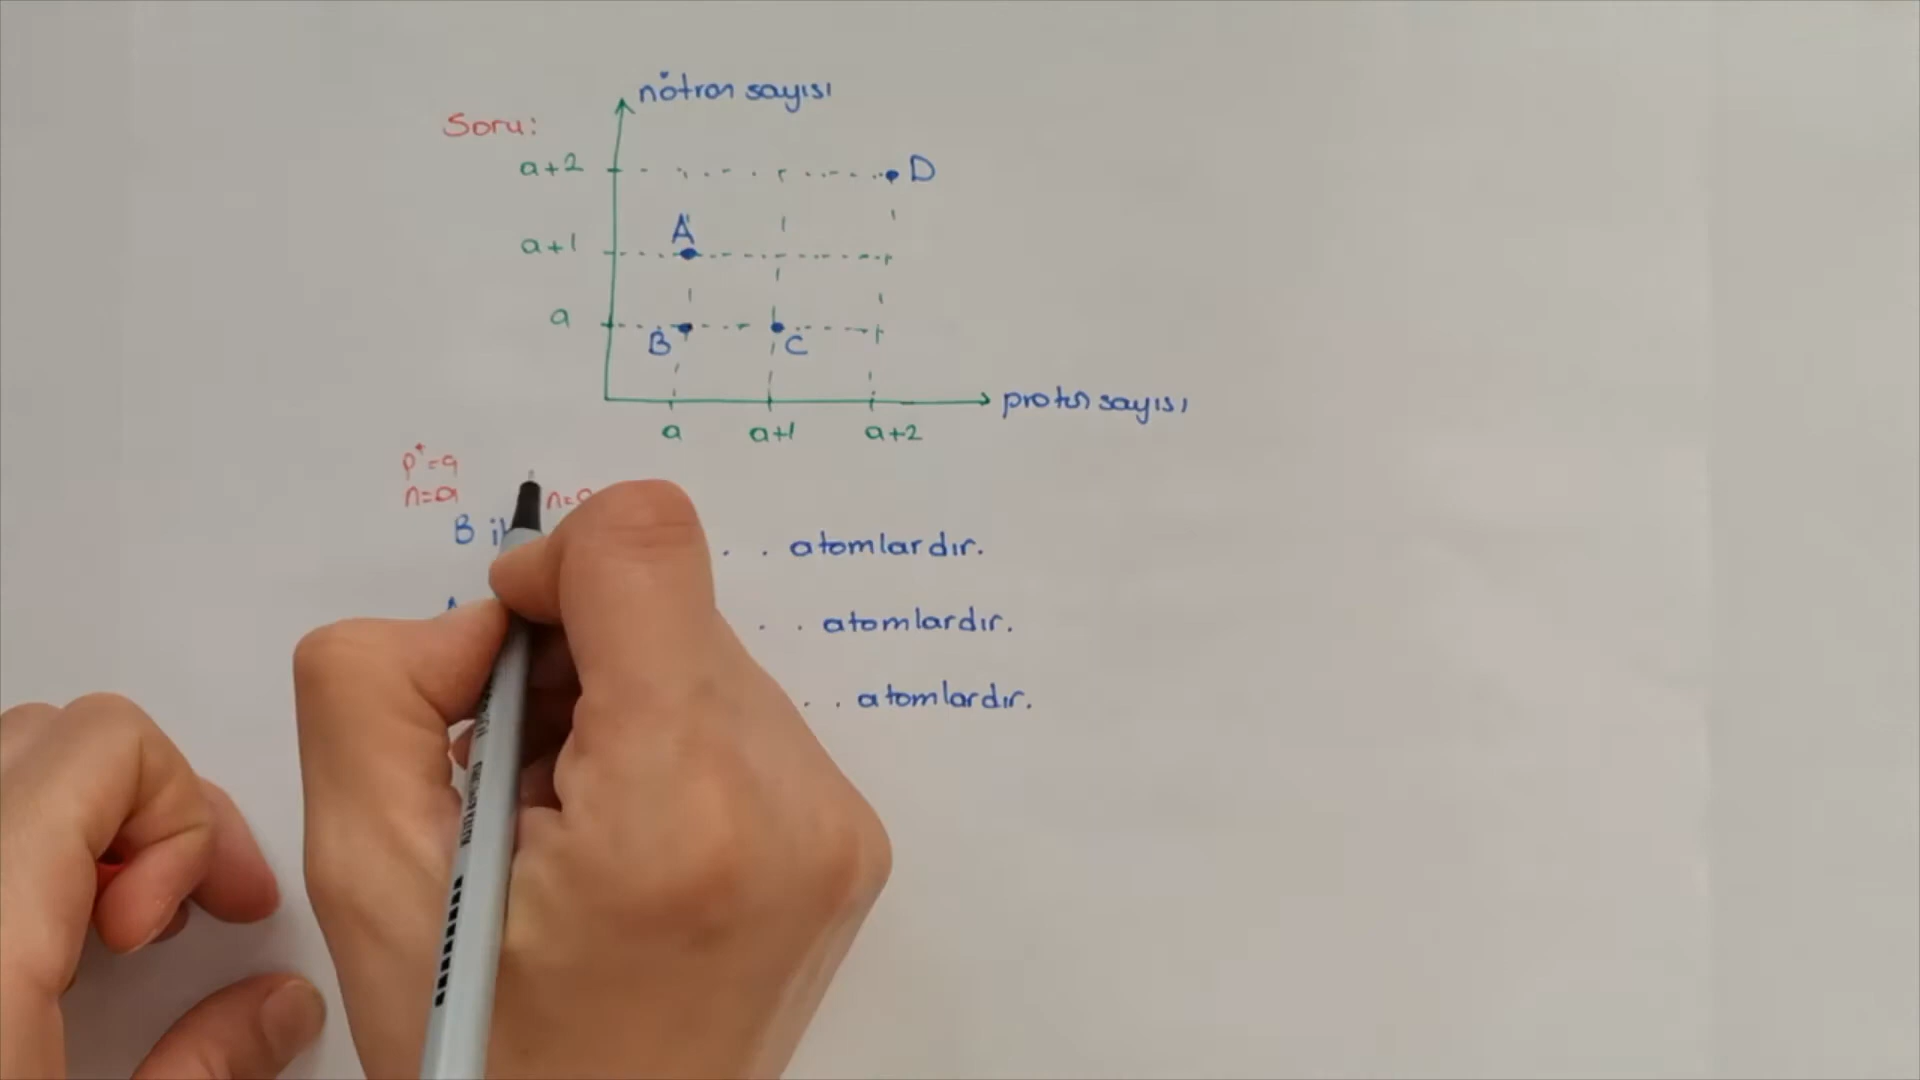 nötron sayısı
Soru:
a+2
D
A
a+1
a
B
C
proton sayısı
a
a+1
a+2
p⁺=a
n=a
n=a
B
. . atomlardır.
A
. . atomlardır.
. . atomlardır.